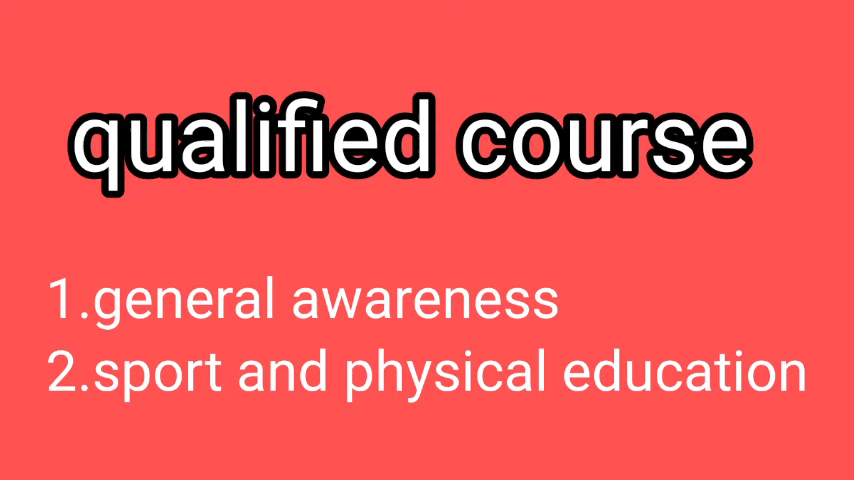 qualified course
1.general awareness
2.sport and physical education